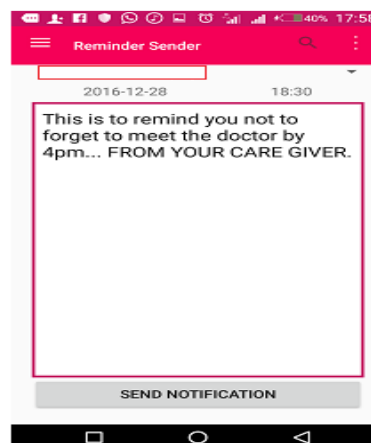 40% 17:58
Reminder Sender
2016-12-28 18:30
This is to remind you not to
forget to meet the doctor by
4pm... FROM YOUR CARE GIVER.
SEND NOTIFICATION